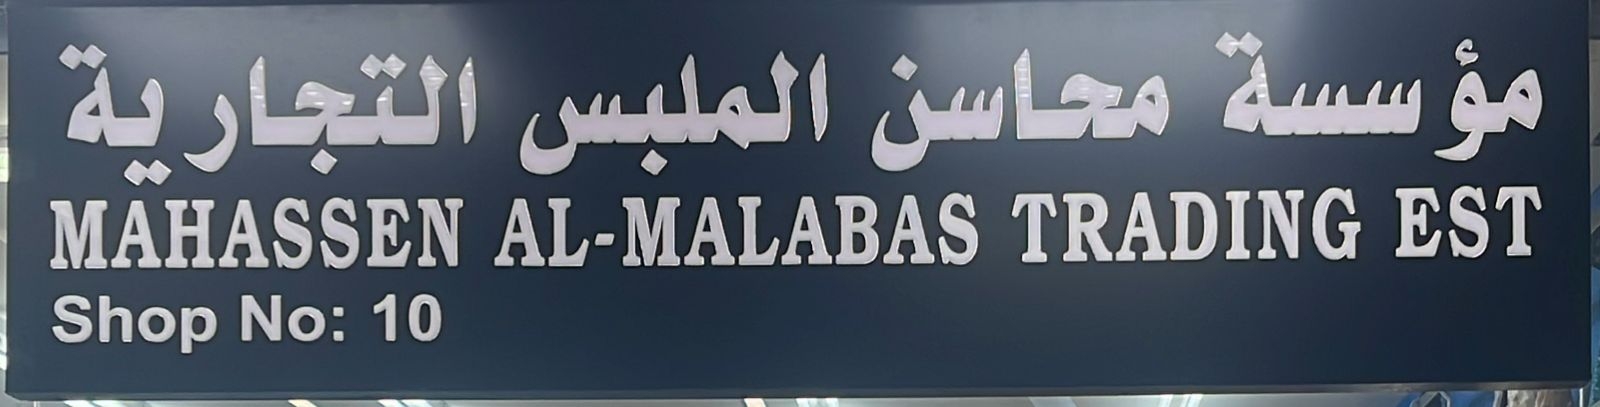 مؤسسة محاسن الملبس التجارية
MAHASSEN AL-MALABAS TRADING EST
Shop No: 10